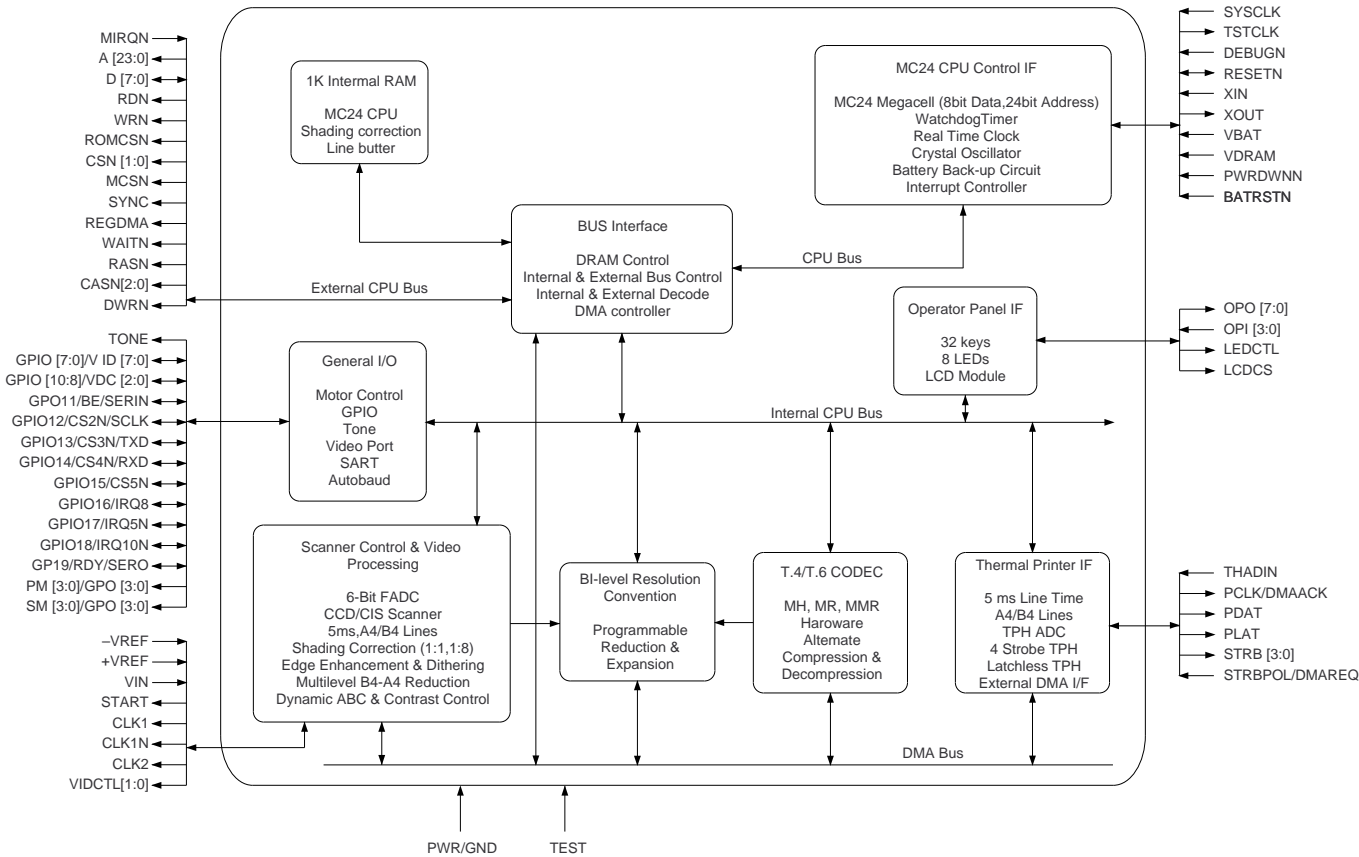 MIRQN
A [23:0]
D [7:0]
RDN
WRN
ROMCSN
CSN [1:0]
MCSN
SYNC
REGDMA
WAITN
RASN
CASN[2:0]
DWRN
External CPU Bus
TONE
GPIO [7:0]/V ID [7:0]
GPIO [10:8]/VDC [2:0]
GPO11/BE/SERIN
GPIO12/CS2N/SCLK
GPIO13/CS3N/TXD
GPIO14/CS4N/RXD
GPIO15/CS5N
GPIO16/IRQ8
GPIO17/IRQ5N
GPIO18/IRQ10N
GP19/RDY/SERO
PM [3:0]/GPO [3:0]
SM [3:0]/GPO [3:0]
–VREF
+VREF
VIN
START
CLK1
CLK1N
CLK2
VIDCTL[1:0]
1K Internal RAM
MC24 CPU
Shading correction
Line butter
BUS Interface
DRAM Control
Internal & External Bus Control
Internal & External Decode
DMA controller
CPU Bus
MC24 CPU Control IF
MC24 Megacell (8bit Data,24bit Address)
WatchdogTimer
Real Time Clock
Crystal Oscillator
Battery Back-up Circuit
Interrupt Controller
SYSCLK
TSTCLK
DEBUGN
RESETN
XIN
XOUT
VBAT
VDRAM
PWRDWNN
BATRSTN
Operator Panel IF
32 keys
8 LEDs
LCD Module
OPO [7:0]
OPI [3:0]
LEDCTL
LCDCS
General I/O
Motor Control
GPIO
Tone
Video Port
SART
Autobaud
Internal CPU Bus
Scanner Control & Video
Processing
6-Bit FADC
CCD/CIS Scanner
5ms,A4/B4 Lines
Shading Correction (1:1,1:8)
Edge Enhancement & Dithering
Multilevel B4-A4 Reduction
Dynamic ABC & Contrast Control
BI-level Resolution
Convention
Programmable
Reduction &
Expansion
T.4/T.6 CODEC
MH, MR, MMR
Hardware
Altemate
Compression &
Decompression
Thermal Printer IF
5 ms Line Time
A4/B4 Lines
TPH ADC
4 Strobe TPH
Latchless TPH
External DMA I/F
THADIN
PCLK/DMAACK
PDAT
PLAT
STRB [3:0]
STRBPOL/DMAREQ
DMA Bus
PWR/GND
TEST